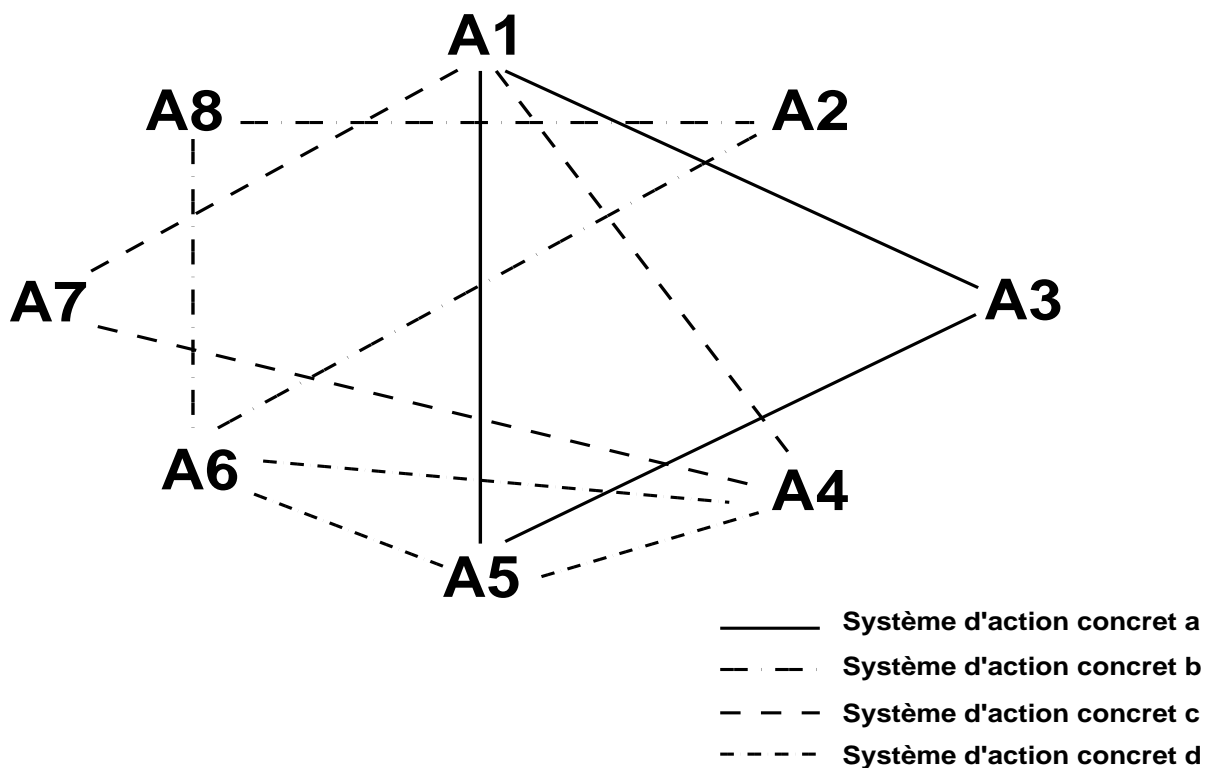 A1
A8
A2
A7
A3
A6
A4
A5
Système d'action concret a
Système d'action concret b
Système d'action concret c
Système d'action concret d